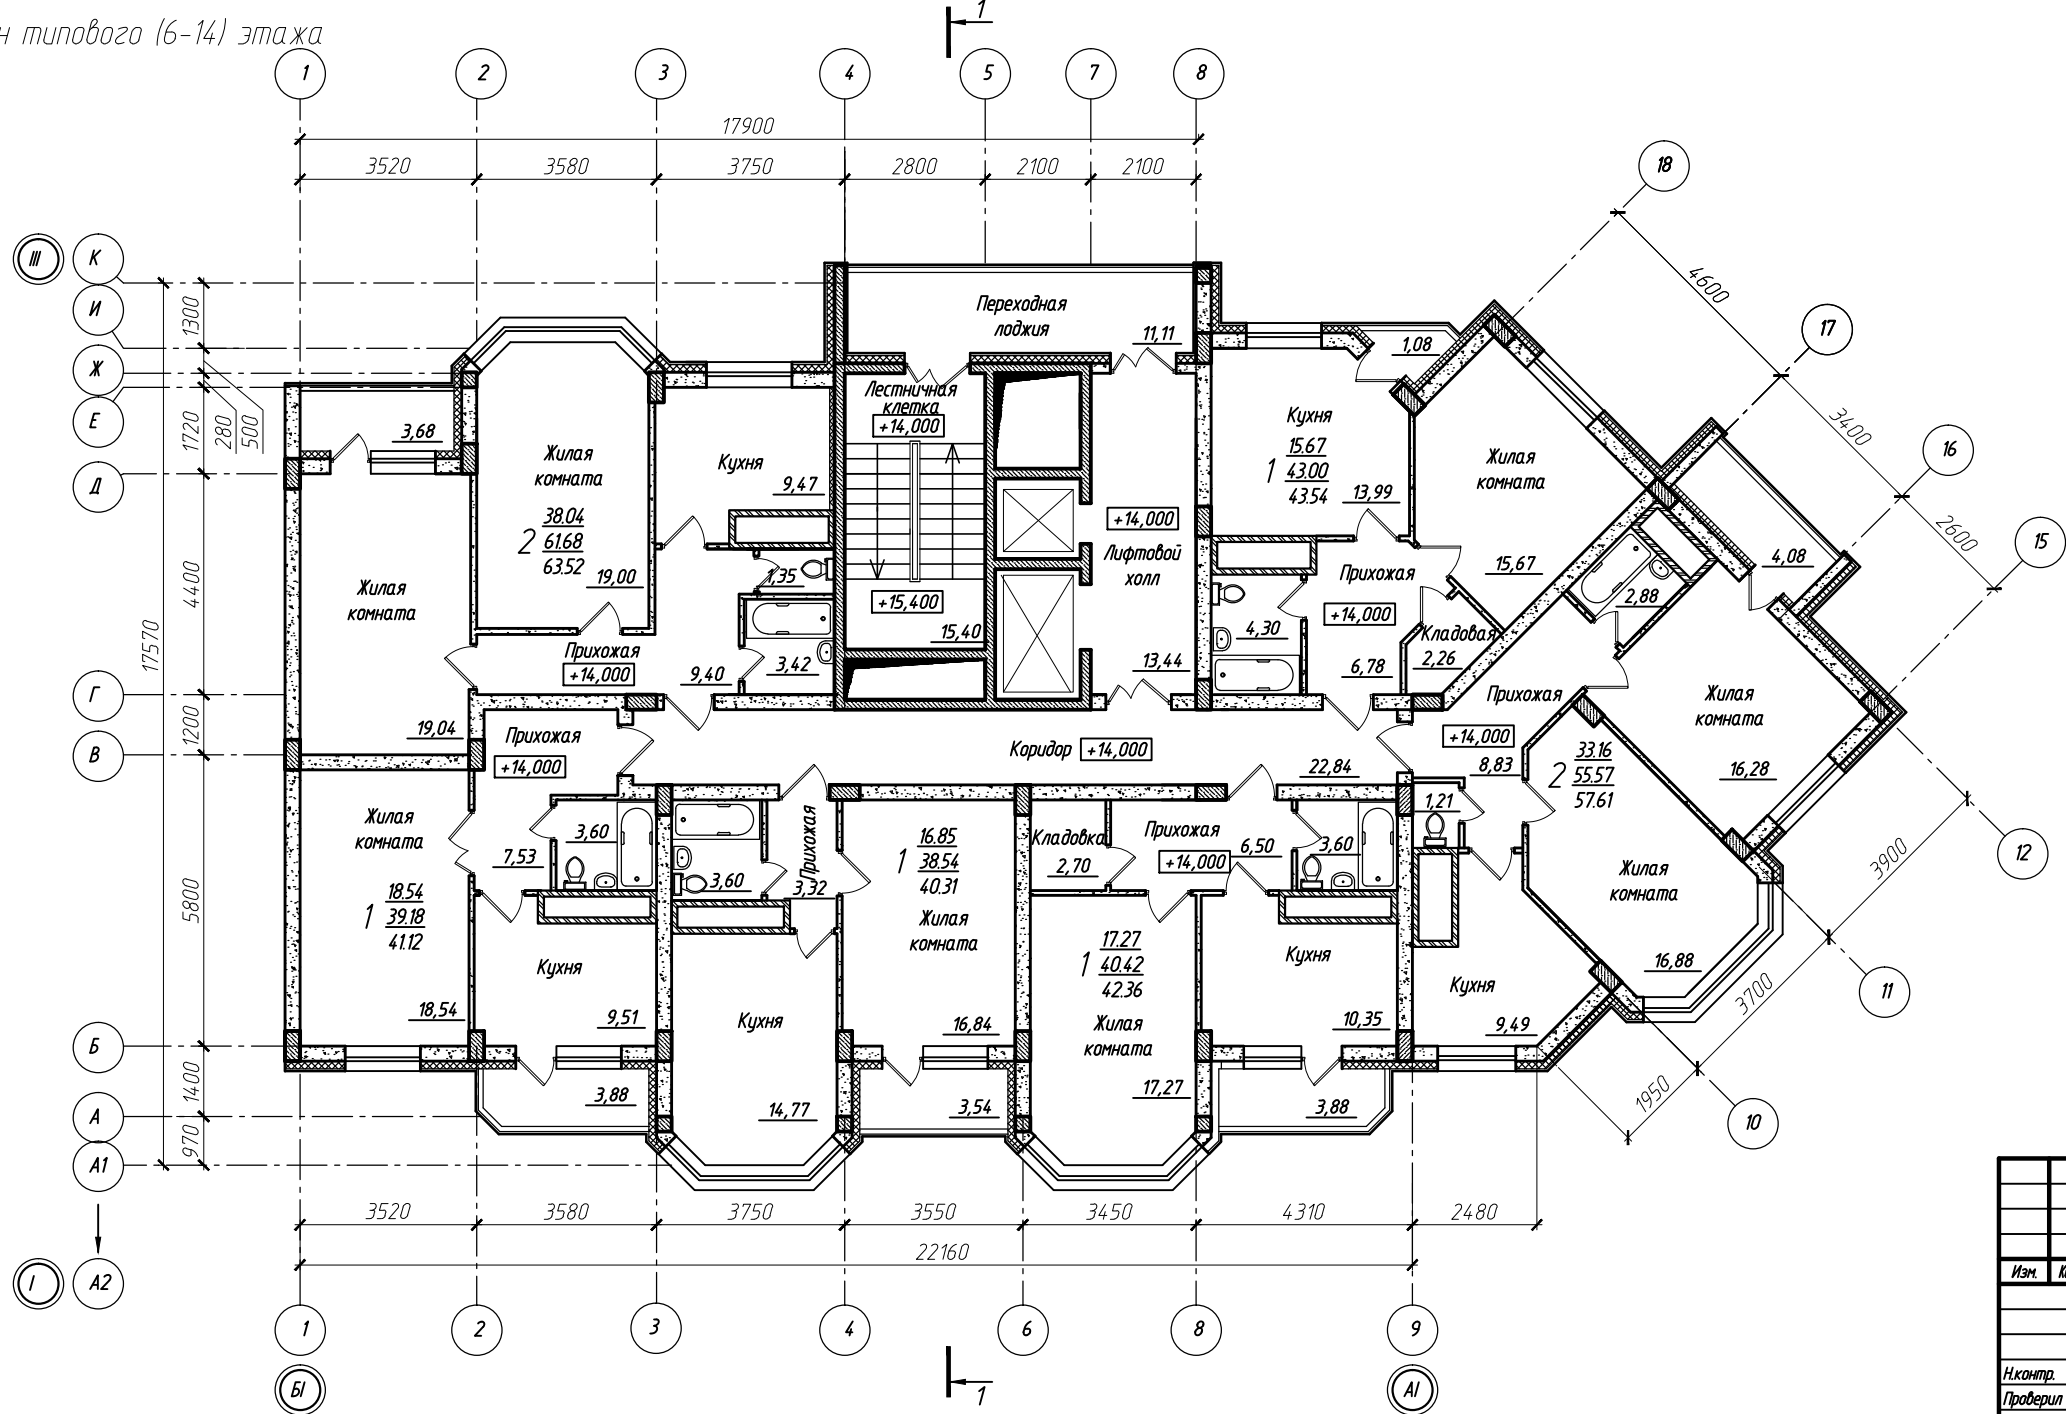 н типового (6-14) этажа
1
1 2 3 4 5 7 8
17900
3520 3580 3750 2800 2100 2100
18
17
16
15
12
11
10
4600
3400
2600
3900
3700
1950
III
К
И
Ж
Е
Д
Г
В
Б
А
А1
I
А2
17570
1300
280
500
1720
4400
1200
5800
1400
970
Переходная
лоджия
11,11
1,08
3,68
Жилая
комната
38.04
2 61.68
63.52
19,00
Кухня
9,47
Лестничная
клетка
+14,000
+15,400
15,40
+14,000
Лифтовой
холл
13,44
Кухня
15.67
1 43.00
43.54
13,99
Жилая
комната
15,67
4,08
2,88
Жилая
комната
19,04
1,35
3,42
Прихожая
+14,000
9,40
4,30
Прихожая
+14,000
6,78
Кладовая
2,26
Прихожая
+14,000
8,83
Жилая
комната
16,28
Прихожая
+14,000
7,53
Коридор +14,000
22,84
33.16
2 55.57
57.61
Жилая
комната
18.54
1 39.18
41.12
18,54
3,60
3,60
Прихожая
3,32
16.85
1 38.54
40.31
Жилая
комната
16,84
Кладовка
2,70
Прихожая
+14,000
6,50
3,60
1,21
Жилая
комната
16,88
Кухня
9,51
Кухня
14,77
17.27
1 40.42
42.36
Жилая
комната
17,27
Кухня
10,35
Кухня
9,49
3,88
3,54
3,88
3520 3580 3750 3550 3450 4310 2480
22160
1 2 3 4 6 8 9
Б/ А/
1
Изм.
Н.контр.
Проверил